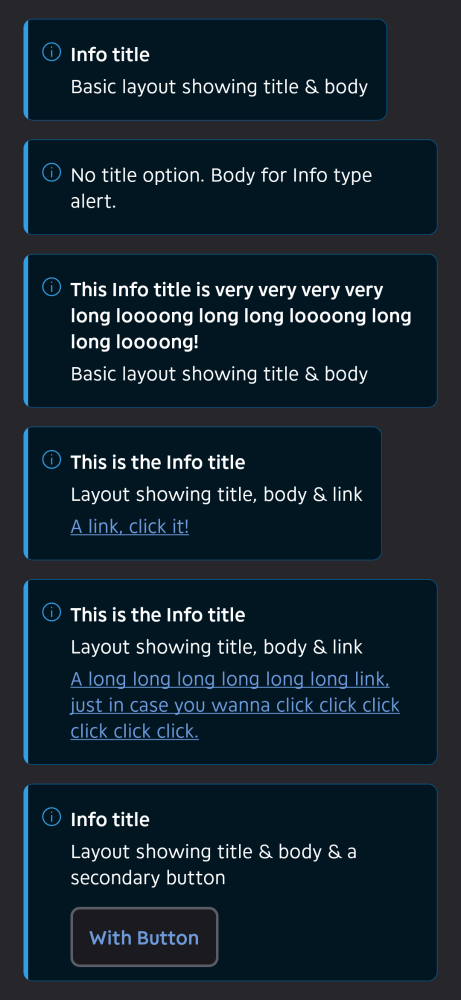 Info title
Basic layout showing title & body
No title option. Body for Info type
alert.
This Info title is very very very very
long loooong long long loooong long
long loooong!
Basic layout showing title & body
This is the Info title
Layout showing title, body & link
A link, click it!
This is the Info title
Layout showing title, body & link
A long long long long long long link,
just in case you wanna click click click
click click click.
Info title
Layout showing title & body & a
secondary button
With Button